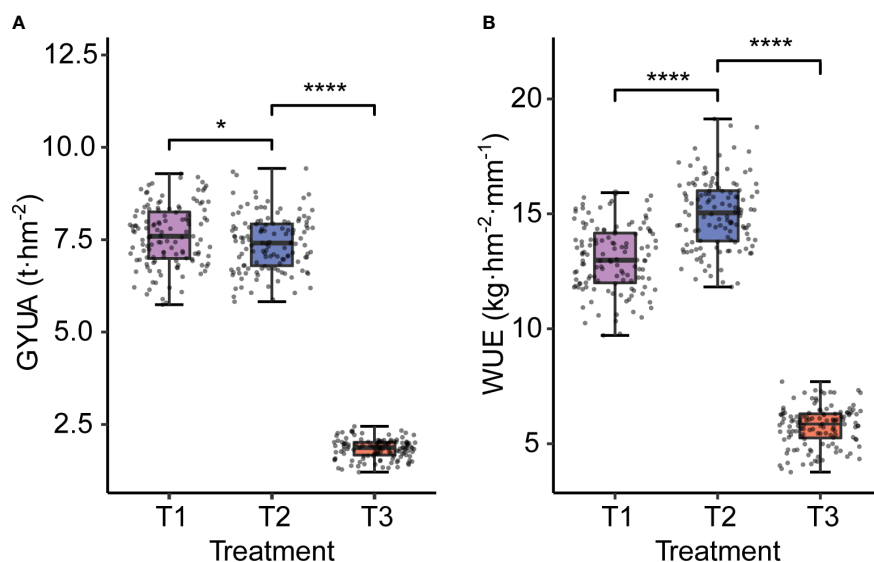 A
GYUA (t·hm⁻²)
12.5
10.0
7.5
5.0
2.5
*
****
T1 T2 T3
Treatment
B
WUE (kg·hm⁻²·mm⁻¹)
20
15
10
5
****
****
T1 T2 T3
Treatment